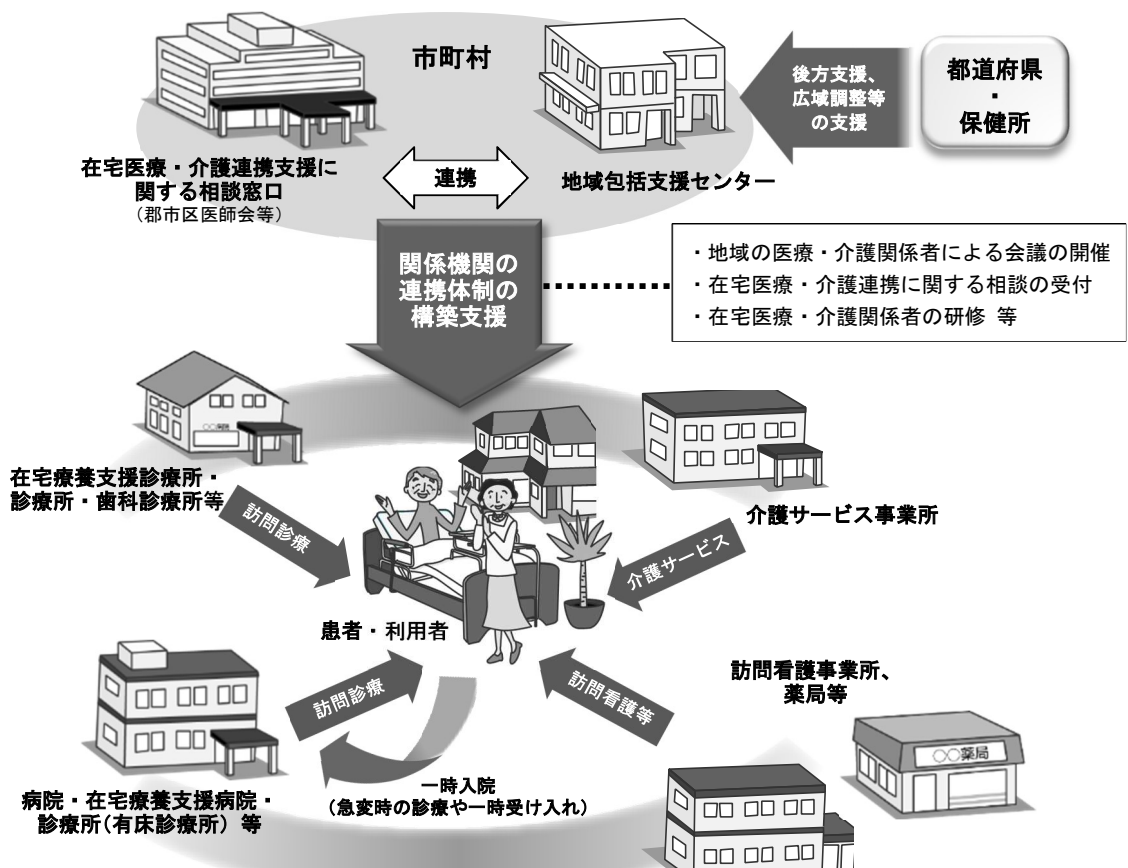 市町村
在宅医療・介護連携支援に
関する相談窓口
（郡市区医師会等）
連携
地域包括支援センター
後方支援、
広域調整等
の支援
都道府県
・
保健所
関係機関の
連携体制の
構築支援
・地域の医療・介護関係者による会議の開催
・在宅医療・介護連携に関する相談の受付
・在宅医療・介護関係者の研修 等
在宅療養支援診療所・
診療所・歯科診療所等
訪問診療
介護サービス事業所
介護サービス
患者・利用者
訪問診療
訪問看護等
訪問看護事業所、
薬局等
○○薬局
病院・在宅療養支援病院・
診療所（有床診療所） 等
一時入院
（急変時の診療や一時受け入れ）